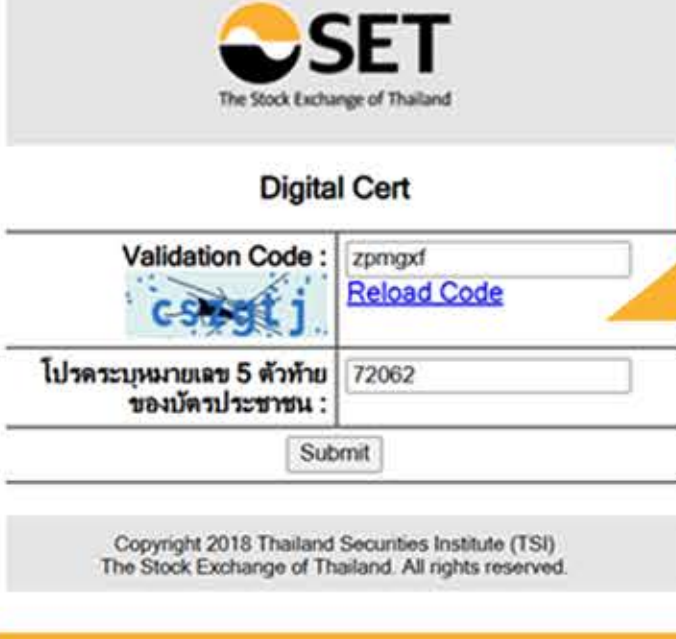 SET
The Stock Exchange of Thailand
Digital Cert
Validation Code :
zpmgxf
Reload Code
โปรดระบุหมายเลข 5 ตัวท้าย
ของบัตรประชาชน :
72062
Submit
Copyright 2018 Thailand Securities Institute (TSI)
The Stock Exchange of Thailand. All rights reserved.